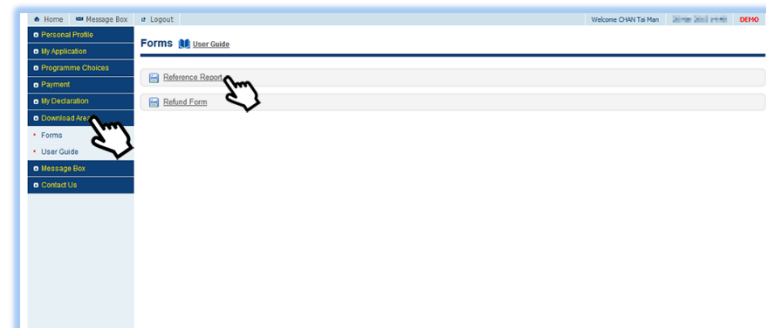 Home Message Box Logout Welcome CHAN Tai Man DEMO
Personal Profile
My Application
Programme Choices
Payment
My Declaration
Download Area
Forms
User Guide
Message Box
Contact Us
Forms User Guide
Reference Report
Refund Form